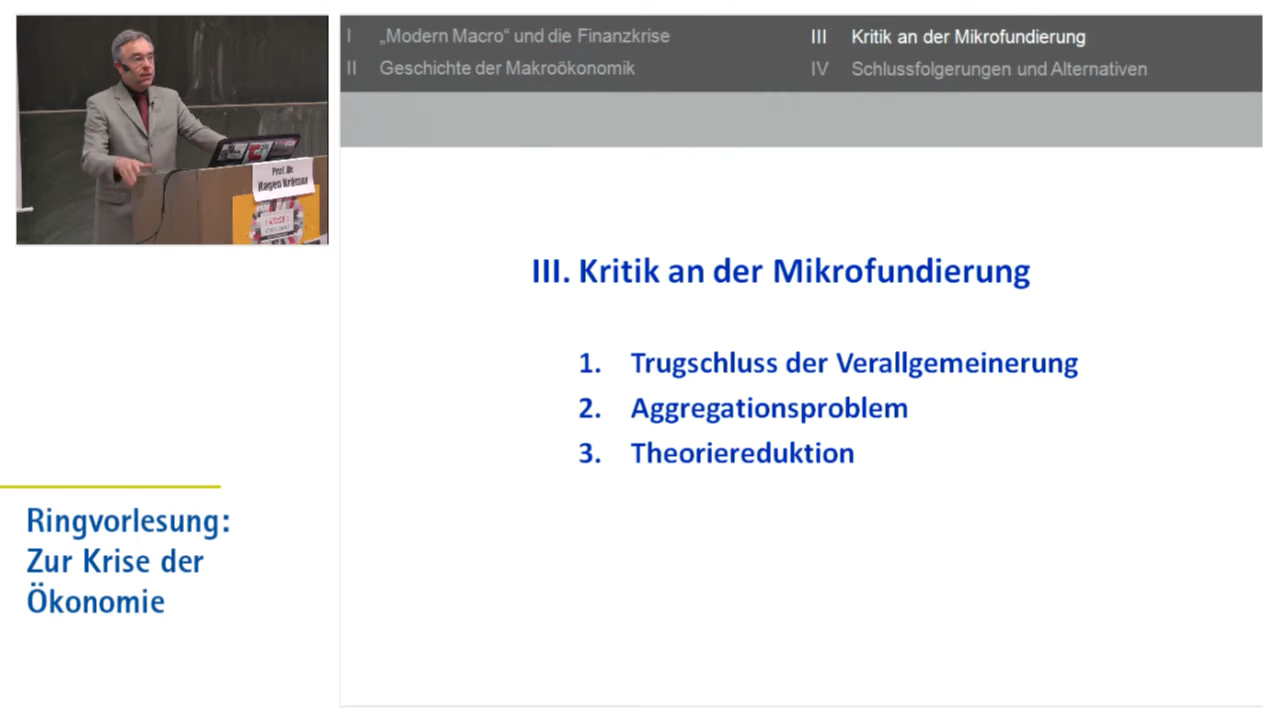 I „Modern Macro“ und die Finanzkrise
II Geschichte der Makroökonomik
III Kritik an der Mikrofundierung
IV Schlussfolgerungen und Alternativen
Prof. Dr.
Hagen Krämer
III. Kritik an der Mikrofundierung
1. Trugschluss der Verallgemeinerung
2. Aggregationsproblem
3. Theoriereduktion
Ringvorlesung:
Zur Krise der
Ökonomie